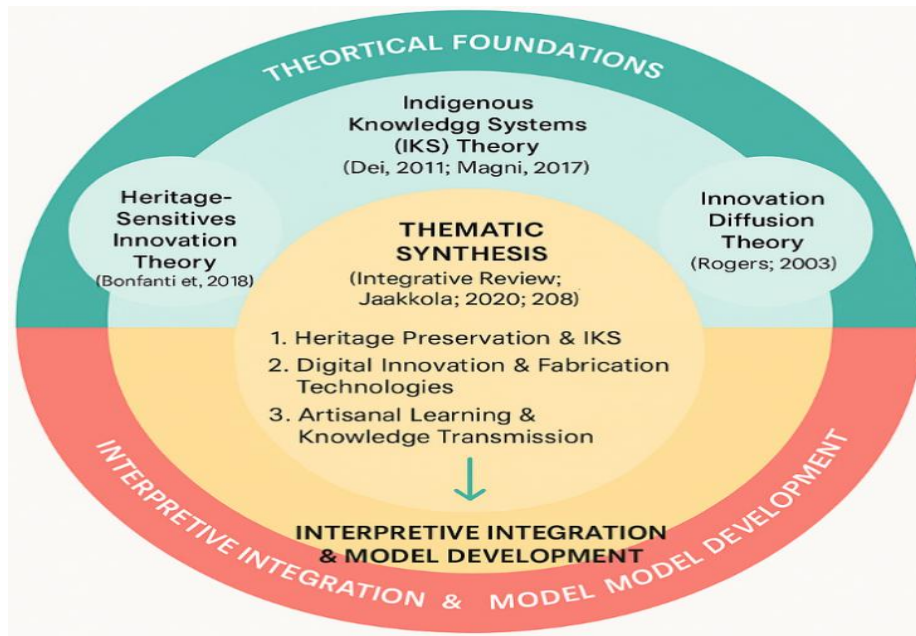 THEORTICAL FOUNDATIONS
Indigenous
Knowledgg Systems
(IKS) Theory
(Dei, 2011; Magni, 2017)
Heritage-
Sensitives
Innovation
Theory
(Bonfanti et, 2018)
Innovation
Diffusion
Theory
(Rogers; 2003)
THEMATIC
SYNTHESIS
(Integrative Review;
Jaakkola; 2020; 208)
1. Heritage Preservation & IKS
2. Digital Innovation & Fabrication
Technologies
3. Artisanal Learning &
Knowledge Transmission
INTERPRETIVE INTEGRATION
& MODEL DEVELOPMENT
INTERPRETIVE INTEGRATION & MODEL MODEL DEVELOPMENT